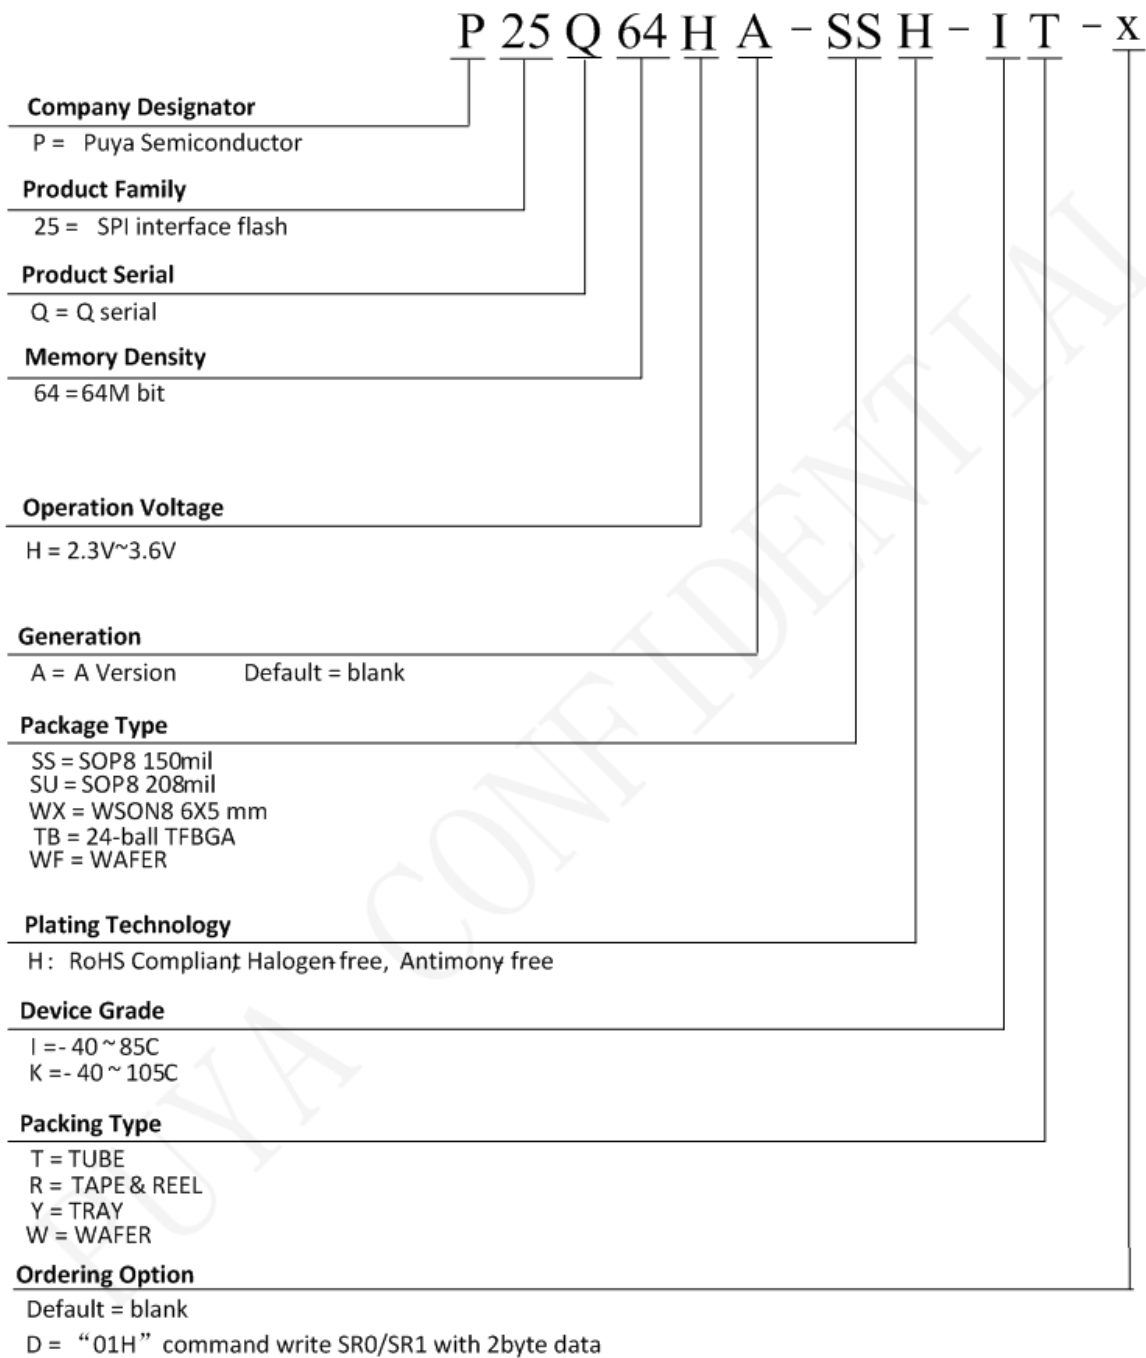 P 25 Q 64 H A - SS H - I T - x
Company Designator
P = Puya Semiconductor
Product Family
25 = SPI interface flash
Product Serial
Q = Q serial
Memory Density
64 = 64M bit
Operation Voltage
H = 2.3V~3.6V
Generation
A = A Version Default = blank
Package Type
SS = SOP8 150mil
SU = SOP8 208mil
WX = WSON8 6X5 mm
TB = 24-ball TFBGA
WF = WAFER
Plating Technology
H: RoHS Compliant, Halogen-free, Antimony free
Device Grade
I =- 40 ~ 85C
K =- 40 ~ 105C
Packing Type
T = TUBE
R = TAPE & REEL
Y = TRAY
W = WAFER
Ordering Option
Default = blank
D = “01H” command write SR0/SR1 with 2byte data
PUYA CONFIDENTIAL